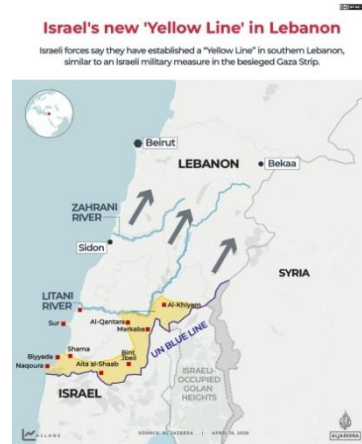 Israel's new 'Yellow Line' in Lebanon
Israeli forces say they have established a "Yellow Line" in southern Lebanon,
similar to an Israeli military measure in the besieged Gaza Strip.
Beirut
LEBANON
Bekaa
ZAHRANI
RIVER
Sidon
SYRIA
LITANI
RIVER
Al-Khiyam
Sur
Al-Qantara
Markaba
UN BLUE LINE
Shama
Biyyada
Bint
Jbeil
Naqoura
Aita al-Shaab
ISRAEL
ISRAELI-
OCCUPIED
GOLAN
HEIGHTS
AJLABS
SOURCE: AL JAZEERA
ALJAZEERA